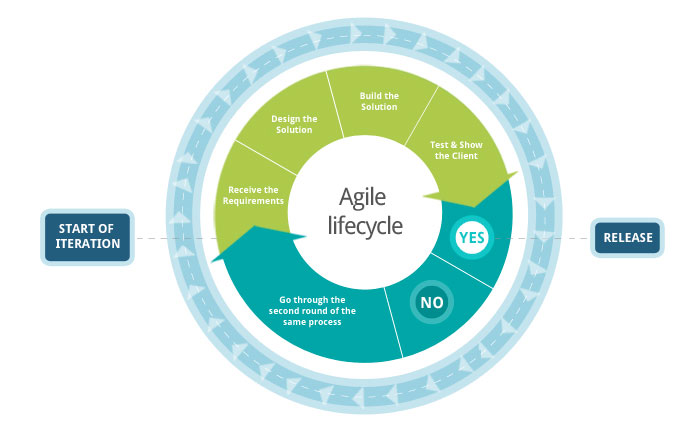 Build the
Solution
Design the
Solution
Test & Show
the Client
Receive the
Requirements
Agile
lifecycle
START OF
ITERATION
YES
RELEASE
NO
Go through the
second round of the
same process